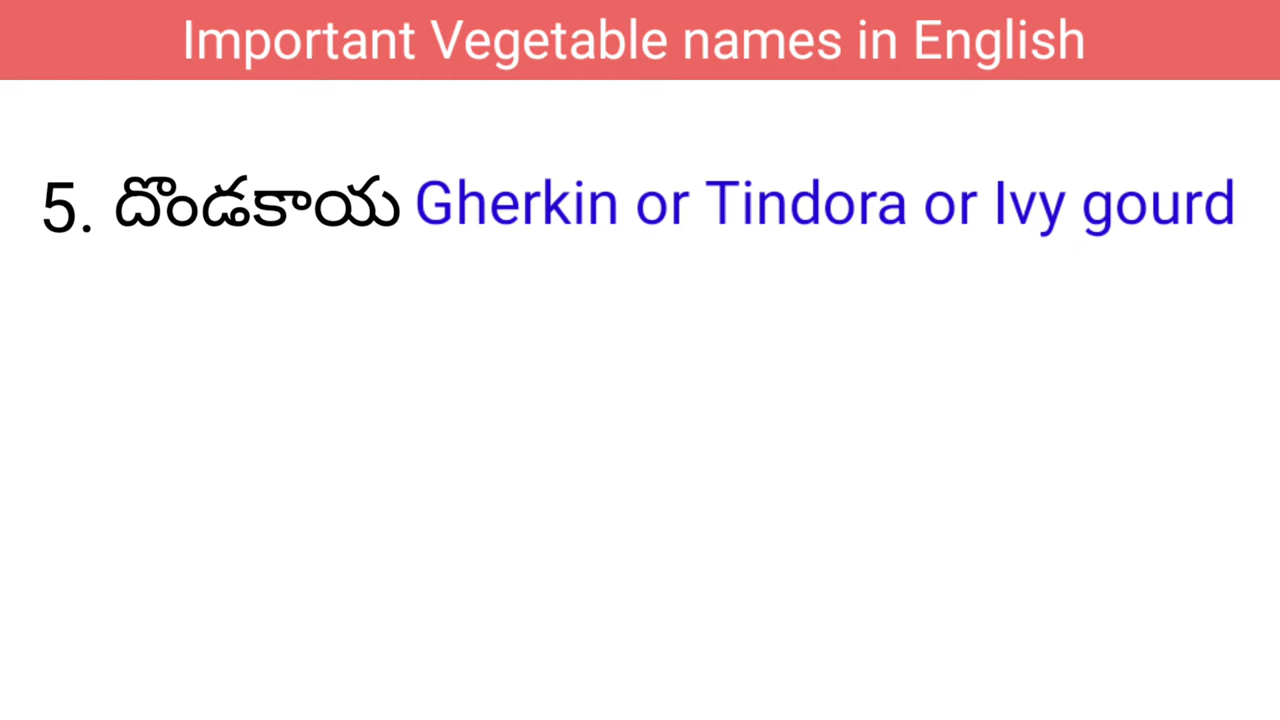 Important Vegetable names in English
5. దొండకాయ Gherkin or Tindora or Ivy gourd